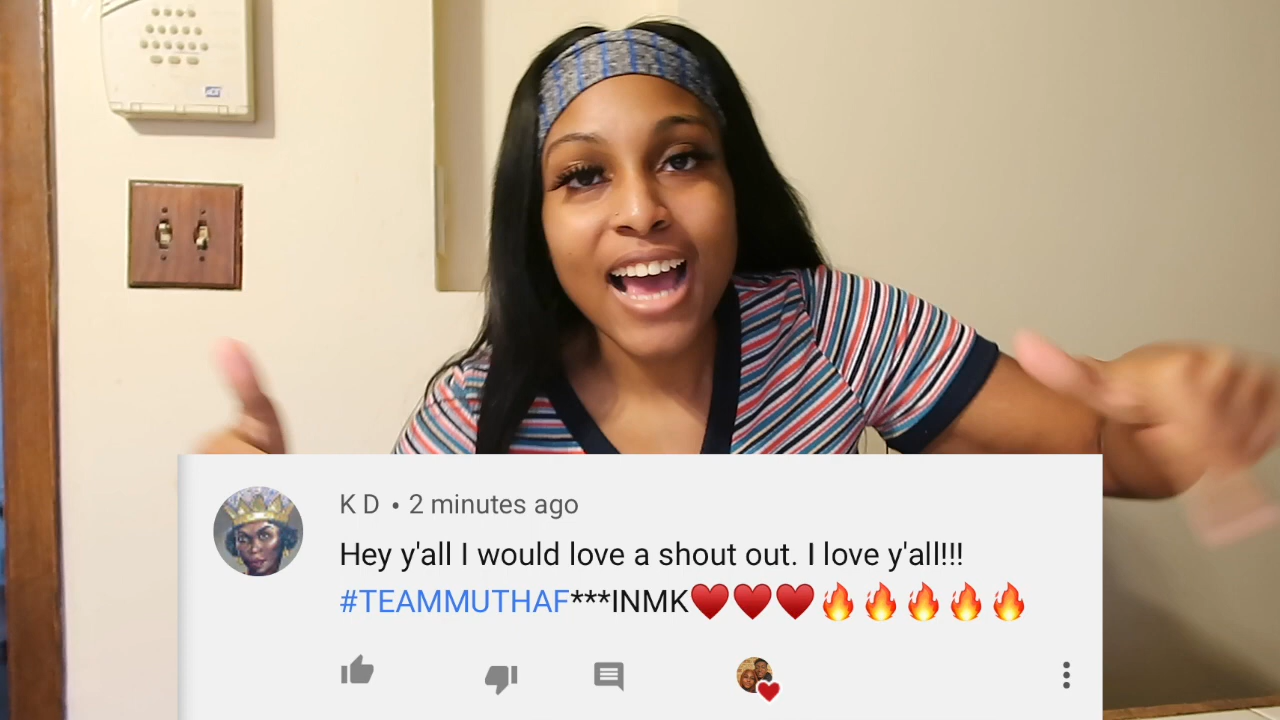 K D • 2 minutes ago
Hey y'all I would love a shout out. I love y'all!!!
#TEAMMUTHAF***INMK❤️❤️❤️🔥🔥🔥🔥🔥